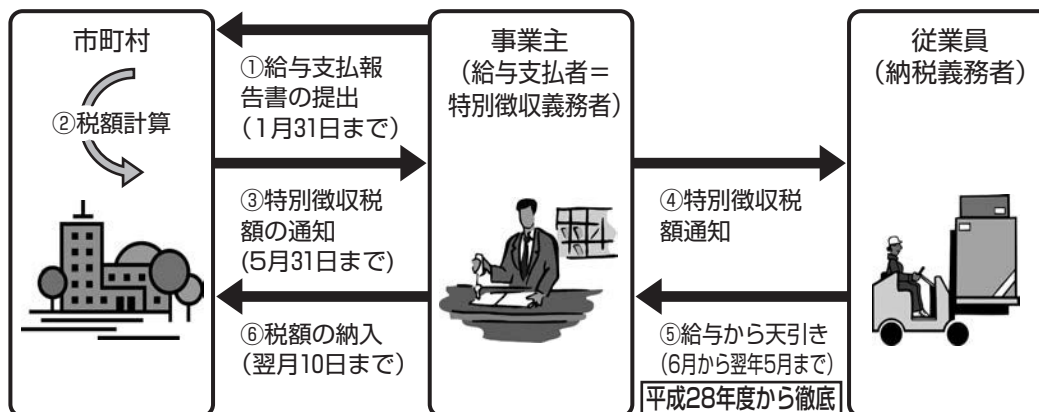 市町村
②税額計算
①給与支払報
告書の提出
（1月31日まで）
③特別徴収税
額の通知
(5月31日まで)
⑥税額の納入
（翌月10日まで）
事業主
（給与支払者＝
特別徴収義務者）
④特別徴収税
額通知
⑤給与から天引き
（6月から翌年5月まで）
平成28年度から徹底
従業員
（納税義務者）